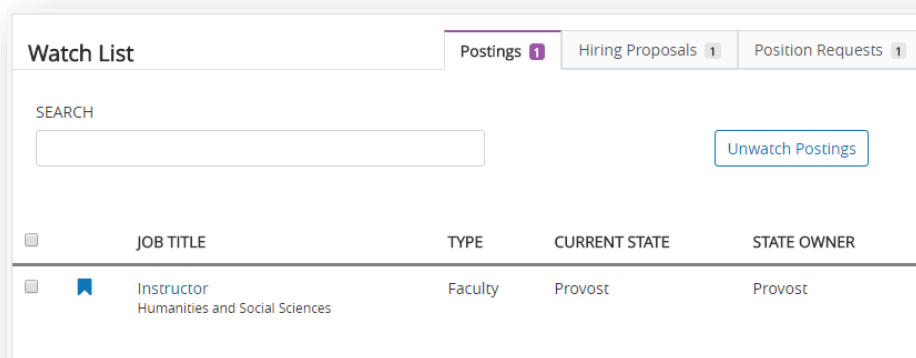 Watch List
Postings 1
Hiring Proposals 1
Position Requests 1
SEARCH
Unwatch Postings
JOB TITLE TYPE CURRENT STATE STATE OWNER
Instructor Faculty Provost Provost
Humanities and Social Sciences